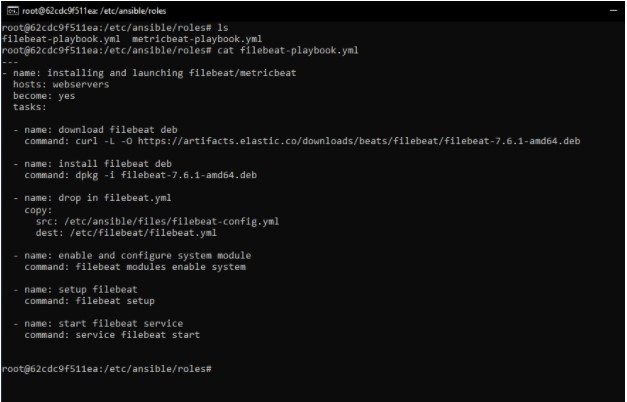 root@62cdc9f511ea: /etc/ansible/roles
root@62cdc9f511ea:/etc/ansible/roles# ls
filebeat-playbook.yml  metricbeat-playbook.yml
root@62cdc9f511ea:/etc/ansible/roles# cat filebeat-playbook.yml
---
- name: installing and launching filebeat/metricbeat
  hosts: webservers
  become: yes
  tasks:

  - name: download filebeat deb
    command: curl -L -O https://artifacts.elastic.co/downloads/beats/filebeat/filebeat-7.6.1-amd64.deb

  - name: install filebeat deb
    command: dpkg -i filebeat-7.6.1-amd64.deb

  - name: drop in filebeat.yml
    copy:
      src: /etc/ansible/files/filebeat-config.yml
      dest: /etc/filebeat/filebeat.yml

  - name: enable and configure system module
    command: filebeat modules enable system

  - name: setup filebeat
    command: filebeat setup

  - name: start filebeat service
    command: service filebeat start

root@62cdc9f511ea:/etc/ansible/roles#